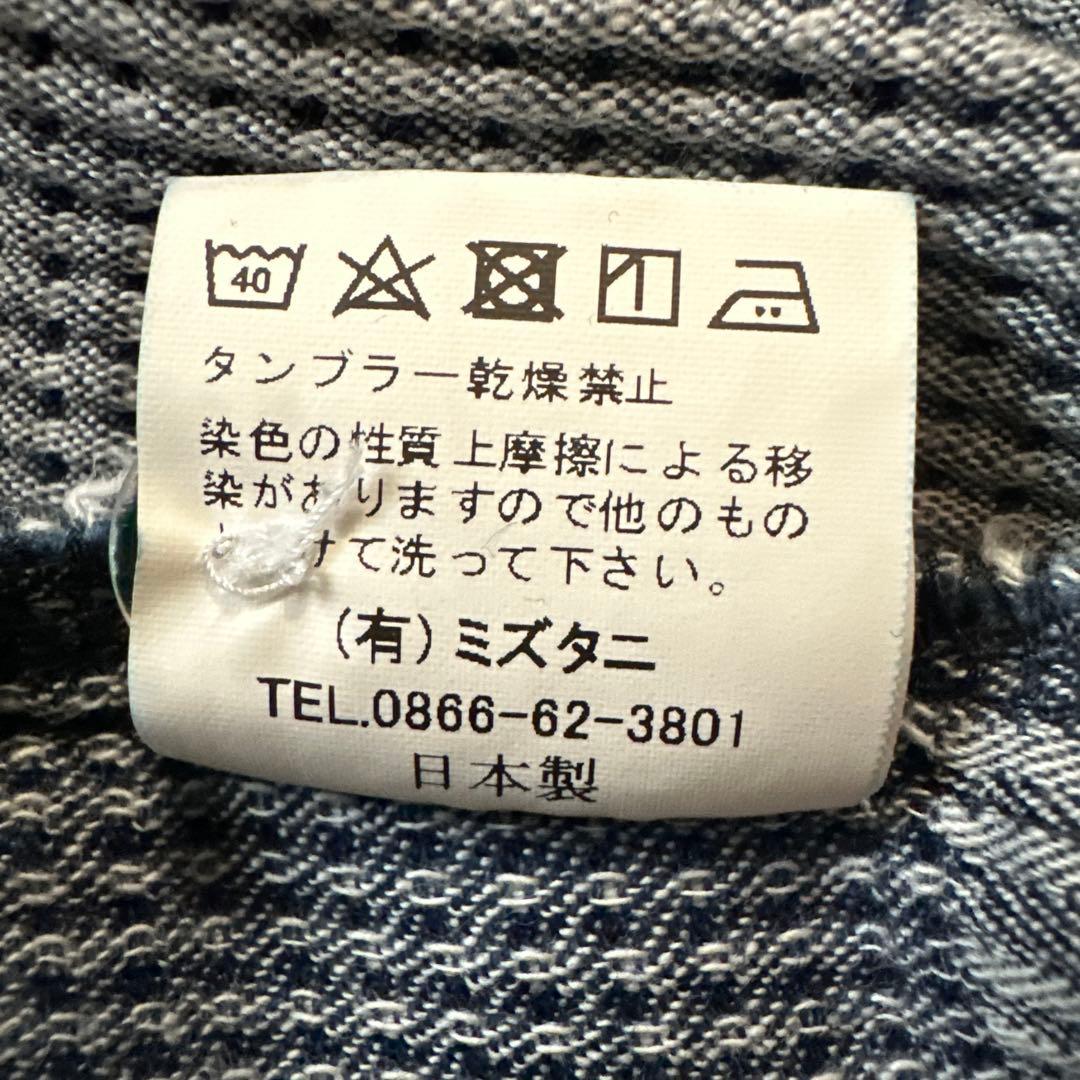 40
タンブラー乾燥禁止
染色の性質上摩擦による移
染がありますので他のもの
けて洗って下さい。
(有)ミズタニ
TEL.0866-62-3801
日本製